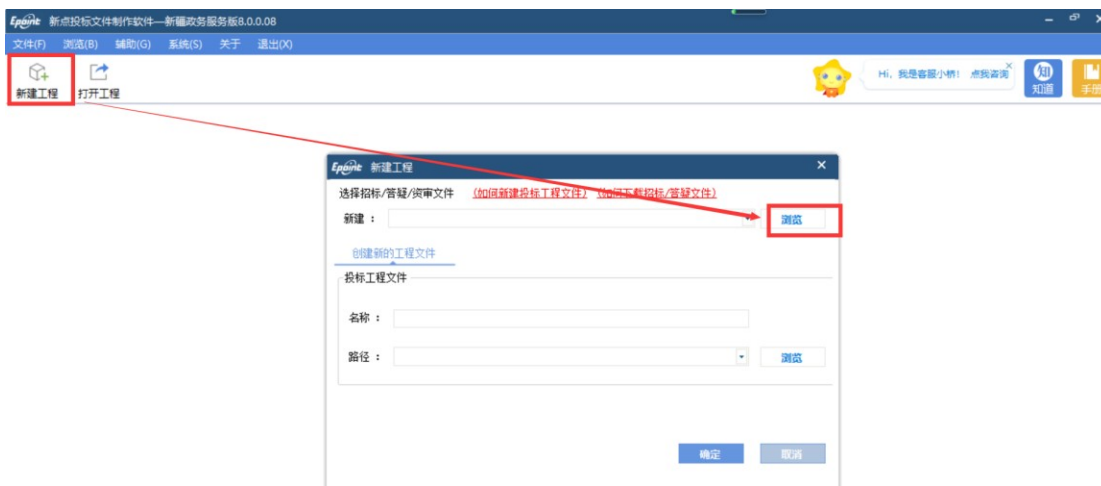 Epoint 新点投标文件制作软件—新疆政务服务版8.0.0.08
文件(F) 浏览(B) 辅助(G) 系统(S) 关于 退出(X)
新建工程 打开工程
Hi，我是客服小桥！ 点我咨询
知
知道
手册
Epoint 新建工程
选择招标/答疑/资审文件 (如何新建投标工程文件) (如何下载招标/答疑文件)
新建： 浏览
创建新的工程文件
投标工程文件
名称：
路径： 浏览
确定 取消